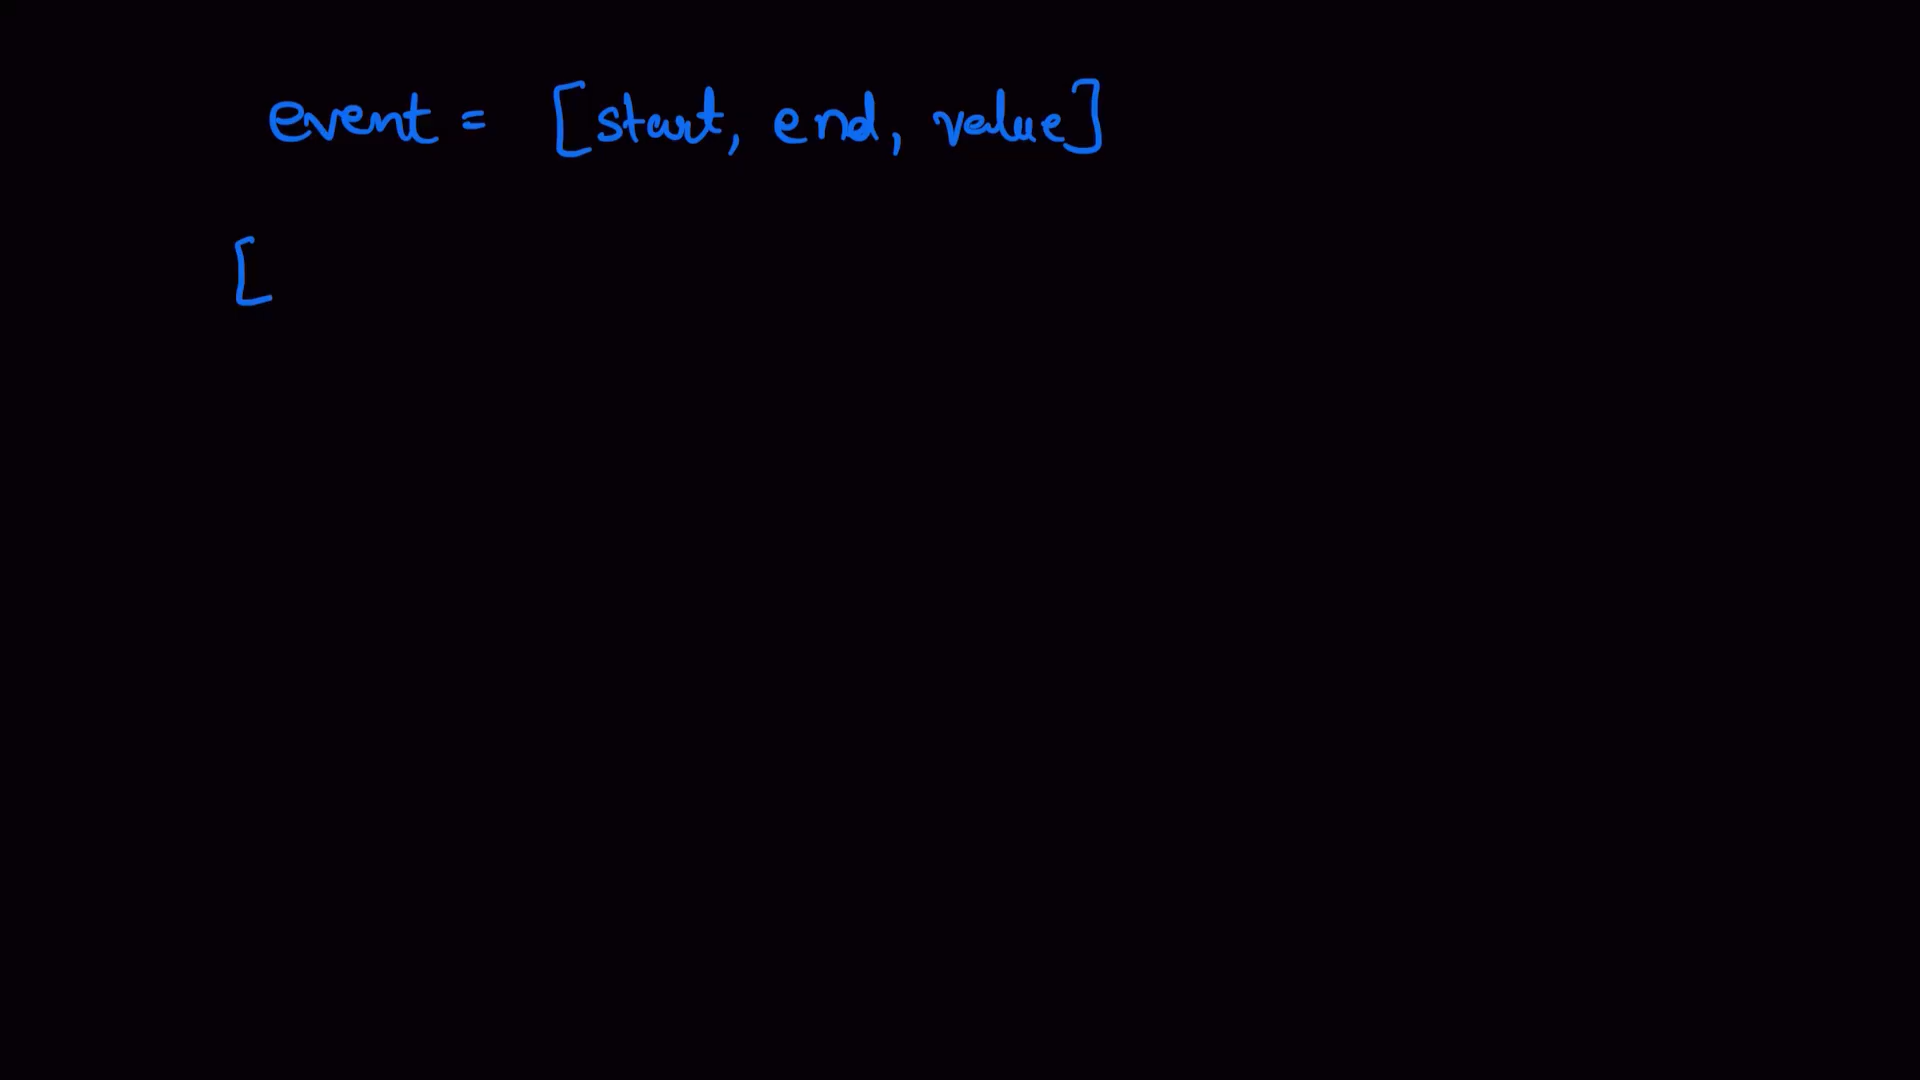 event = [start, end, value]
[